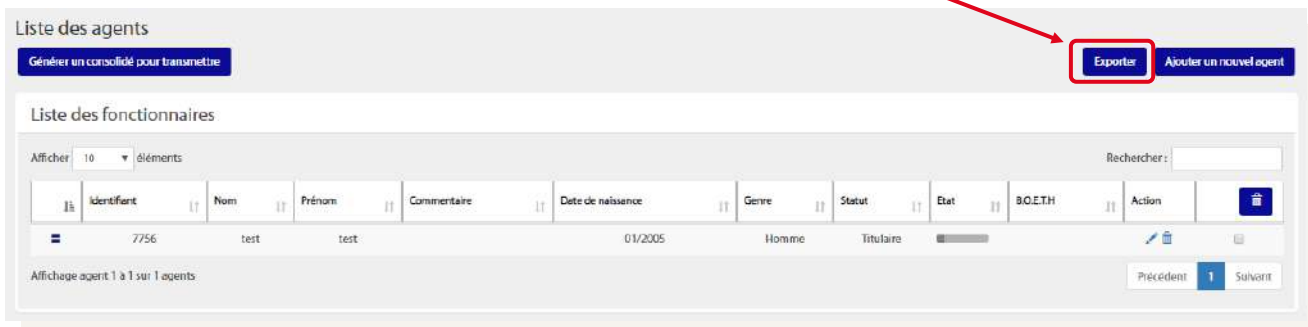 Liste des agents
Générer un consolidé pour transmettre Exporter Ajouter un nouvel agent
Liste des fonctionnaires
Afficher 10 éléments Rechercher :
Identifiant Nom Prénom Commentaire Date de naissance Genre Statut Etat B.O.E.T.H Action
7756 test test 01/2005 Homme Titulaire
Affichage agent 1 à 1 sur 1 agents Précédent 1 Suivant